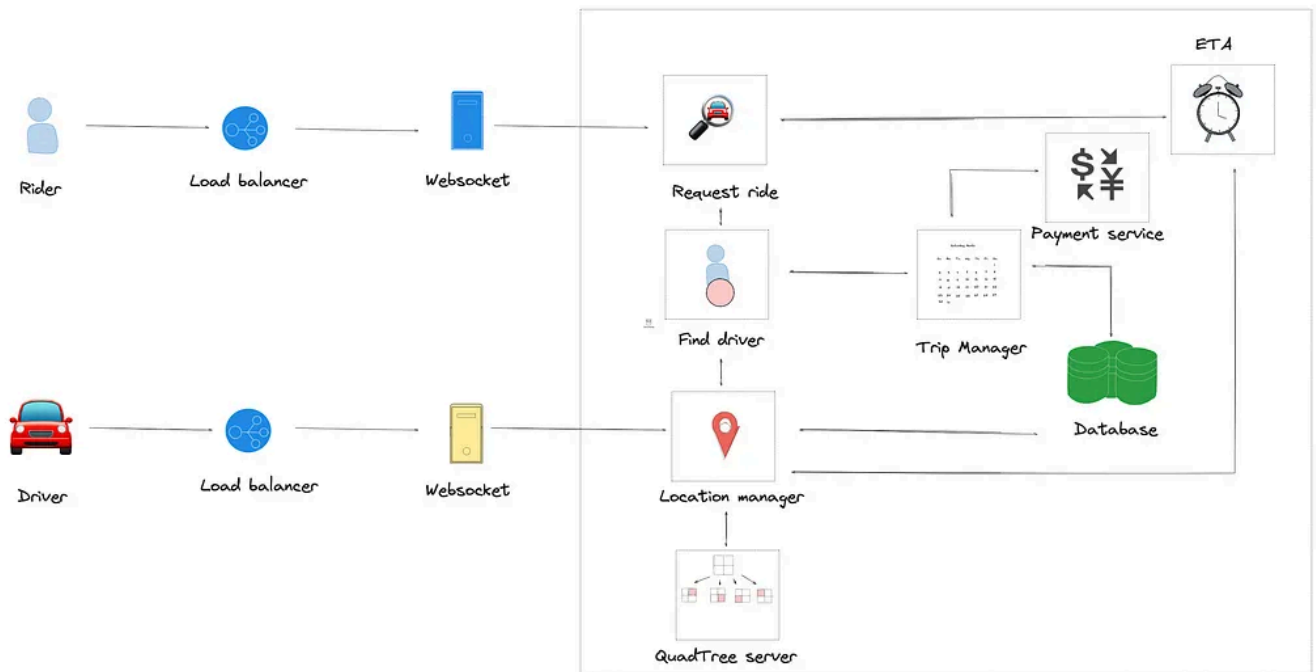 ETA
Rider
Load balancer
Websocket
Request ride
$
¥
Payment service
Find driver
Trip Manager
Driver
Load balancer
Websocket
Location manager
Database
QuadTree server